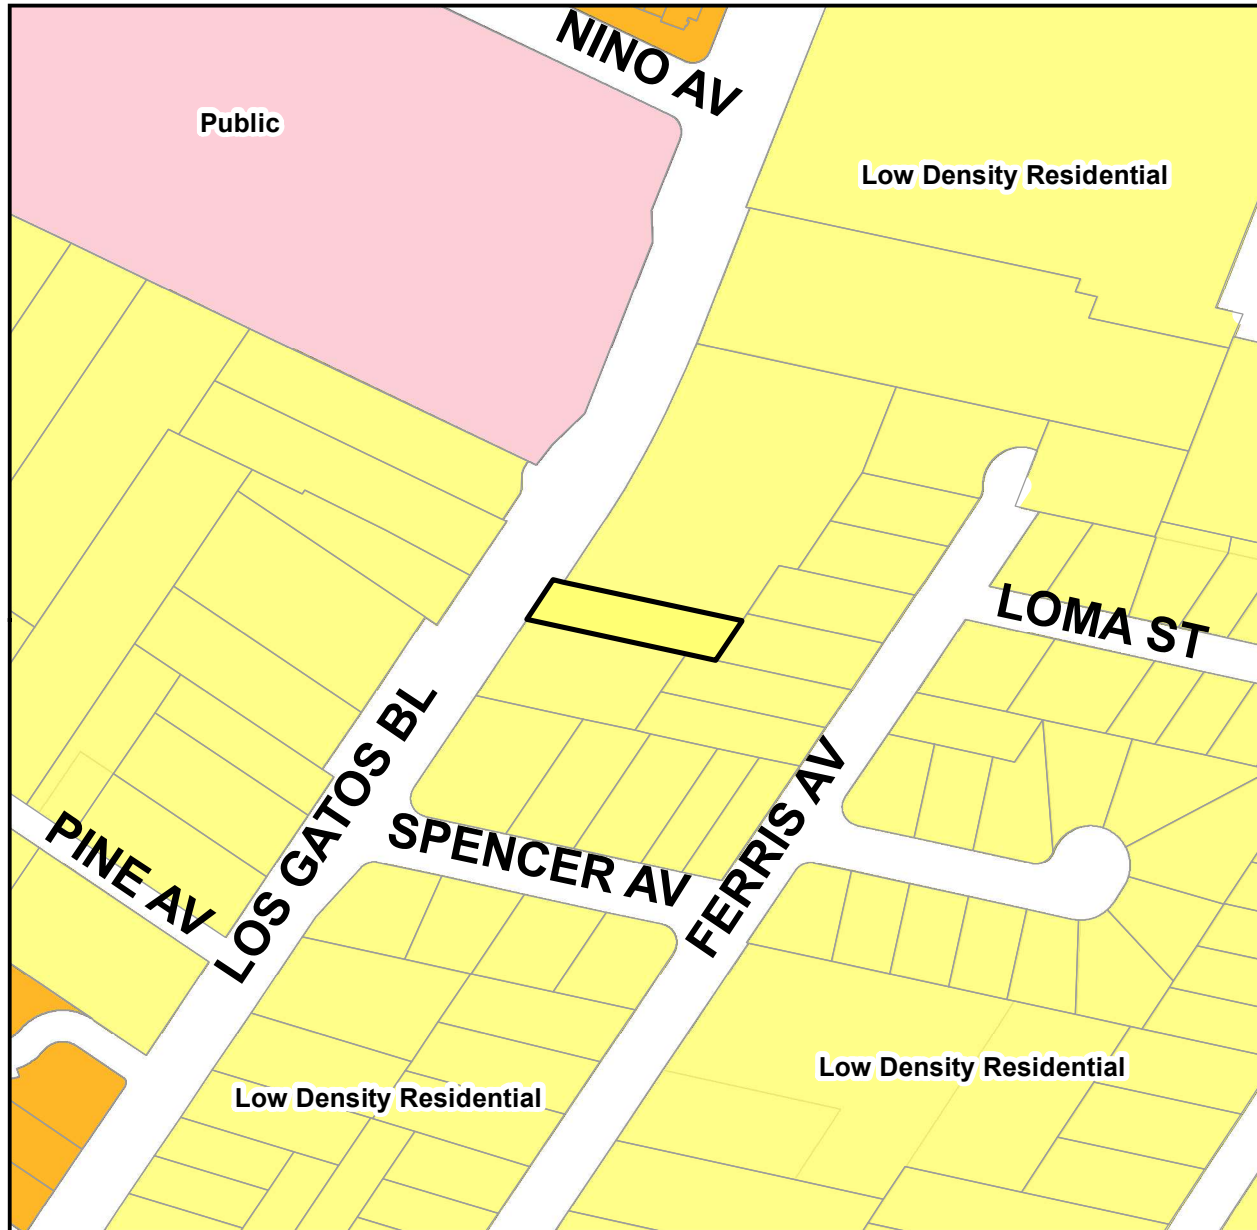 NINO AV
Public
Low Density Residential
LOMA ST
LOS GATOS BL
FERRIS AV
SPENCER AV
PINE AV
Low Density Residential
Low Density Residential